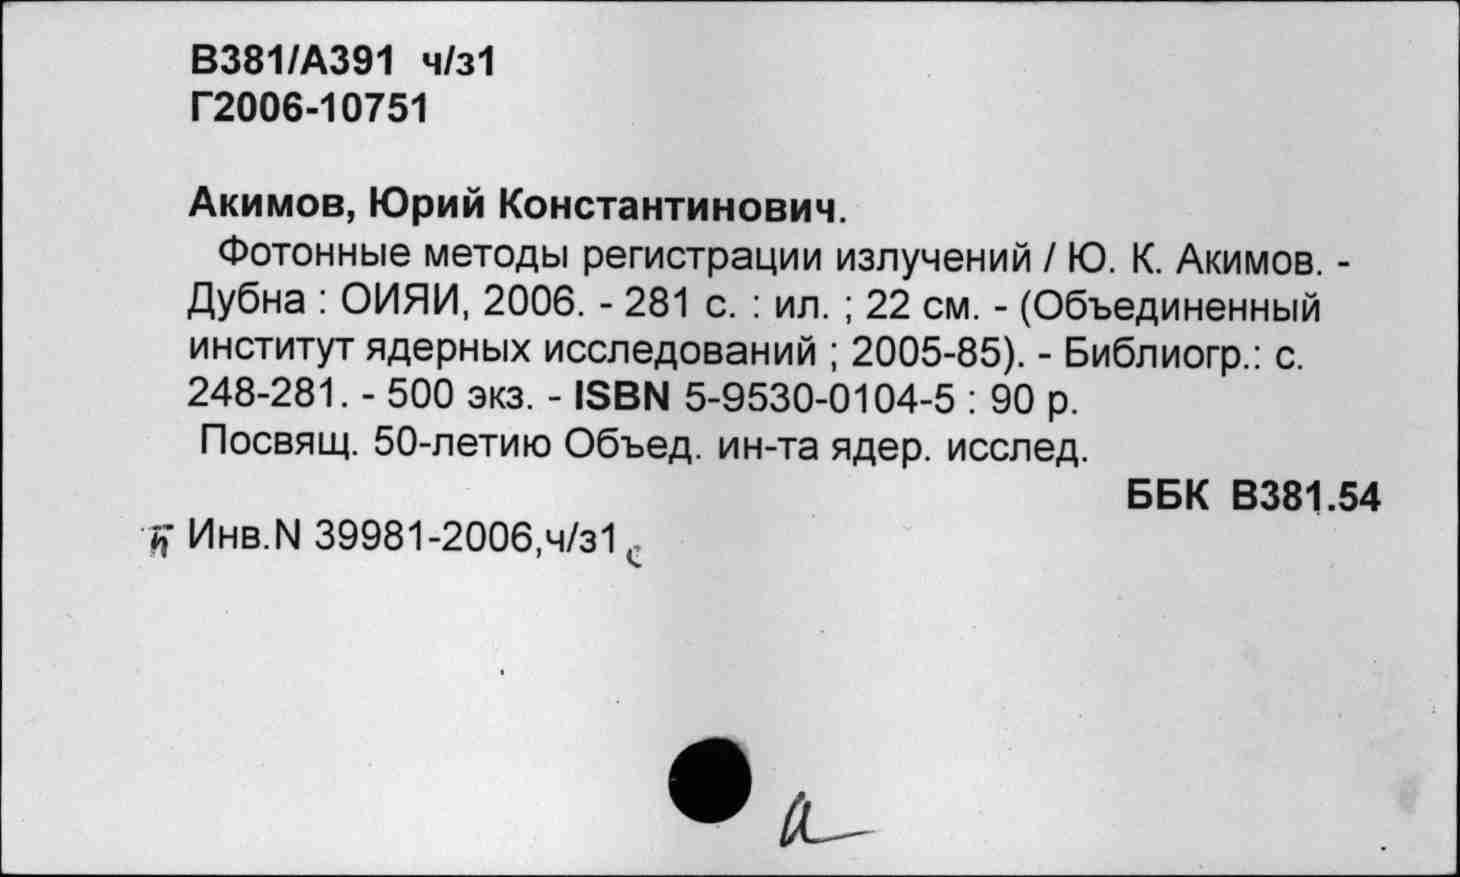 В381/А391 ч/з1
Г2006-10751
Акимов, Юрий Константинович.
Фотонные методы регистрации излучений / Ю. К. Акимов. -
Дубна : ОИЯИ, 2006. - 281 с. : ил. ; 22 см. - (Объединенный
институт ядерных исследований ; 2005-85). - Библиогр.: с.
248-281. - 500 экз. - ISBN 5-9530-0104-5 : 90 р.
Посвящ. 50-летию Объед. ин-та ядер. исслед.
ББК В381.54
Инв.N 39981-2006,ч/з1